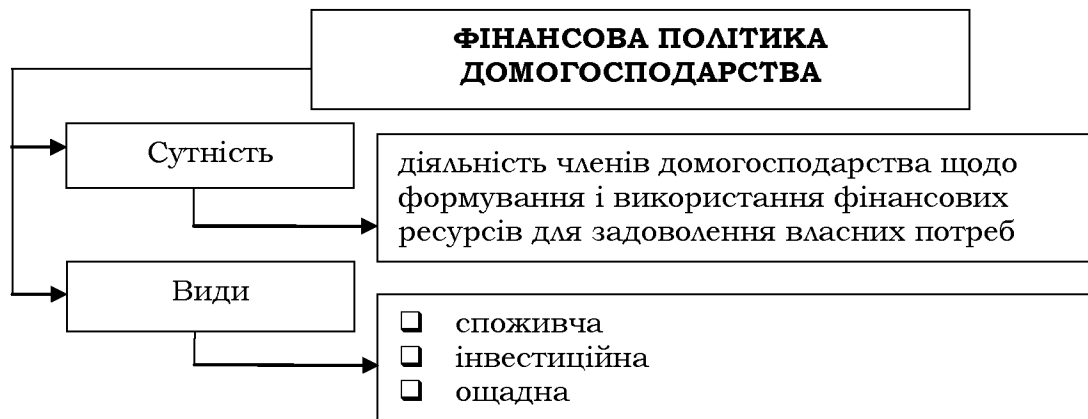 ФІНАНСОВА ПОЛІТИКА
ДОМОГОСПОДАРСТВА
Сутність
діяльність членів домогосподарства щодо
формування і використання фінансових
ресурсів для задоволення власних потреб
Види
споживча
інвестиційна
ощадна